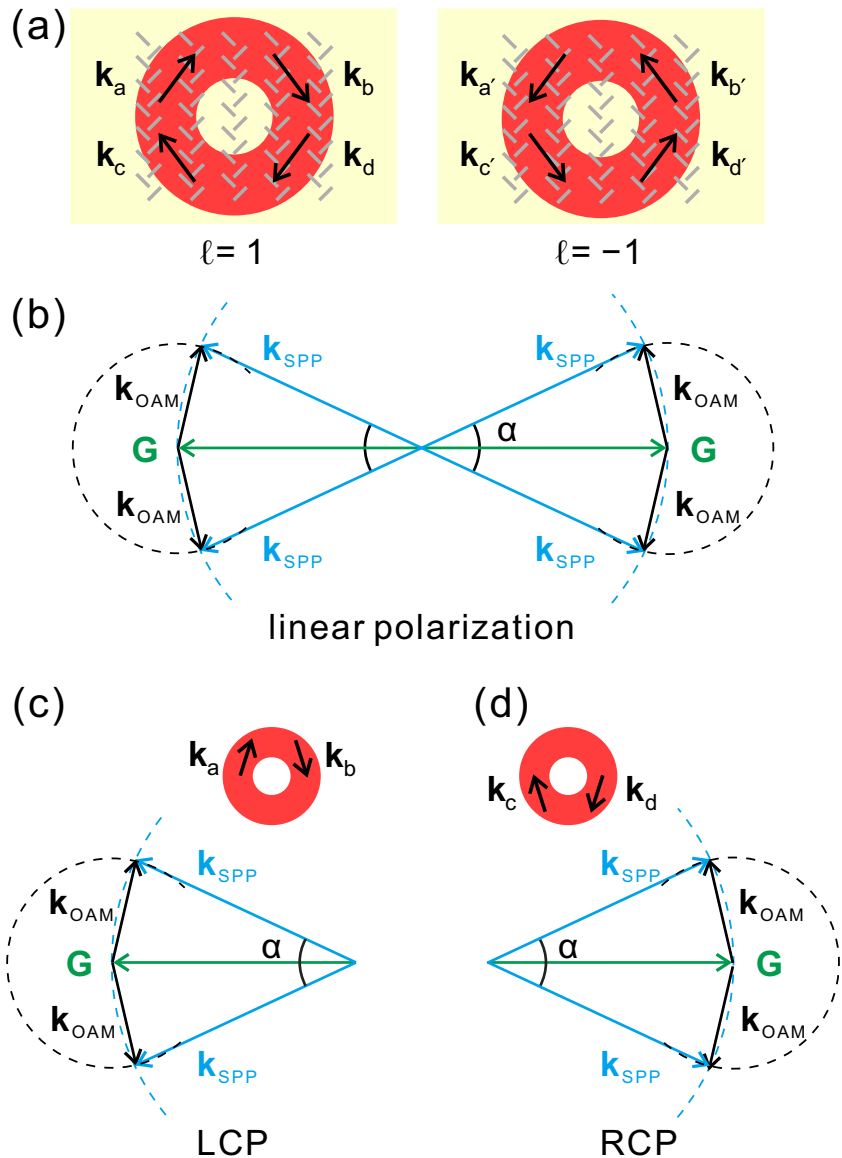 (a)
k_a k_b k_a′ k_b′
k_c k_d k_c′ k_d′
ℓ= 1 ℓ= −1
(b)
k_SPP k_SPP
k_OAM k_OAM
G α G
k_OAM k_OAM
k_SPP k_SPP
linear polarization
(c) (d)
k_a k_b k_c k_d
k_SPP k_SPP
k_OAM k_OAM
G α α G
k_OAM k_OAM
k_SPP k_SPP
LCP RCP